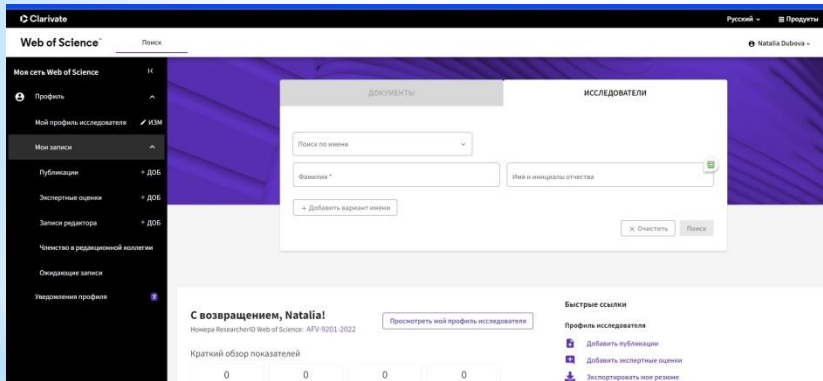 Clarivate
Русский
Продукты
Web of Science™
Поиск
Natalia Dubova
Моя сеть Web of Science
Профиль
Мой профиль исследователя
ИЗМ
Мои записи
Публикации
+ ДОБ
Экспертные оценки
+ ДОБ
Записи редактора
+ ДОБ
Членство в редакционной коллегии
Ожидающие записи
Уведомления профиля
ДОКУМЕНТЫ
ИССЛЕДОВАТЕЛИ
Поиск по имени
Фамилия *
Имя и инициалы отчества
+ Добавить вариант имени
× Очистить
Поиск
С возвращением, Natalia!
Номера ResearcherID Web of Science: AFV-9201-2022
Просмотреть мой профиль исследователя
Краткий обзор показателей
0 0 0 0
Быстрые ссылки
Профиль исследователя
Добавить публикации
Добавить экспертные оценки
Экспортировать мое резюме